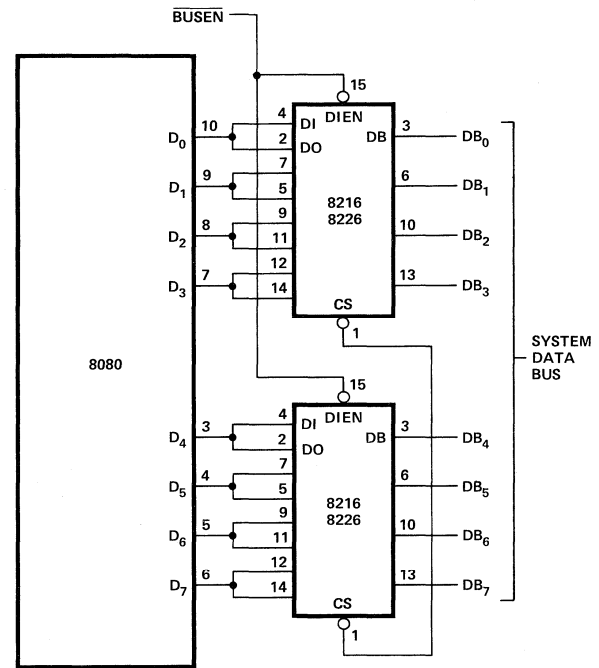 BUSEN
15
DIEN
D0 10 4 DI DB 3 DB0
2 DO
D1 9 7 6 DB1
5
8216
8226
D2 8 9 10 DB2
11
D3 7 12 13 DB3
14
CS
1
8080
SYSTEM
DATA
BUS
15
DIEN
D4 3 4 DI DB 3 DB4
2 DO
D5 4 7 6 DB5
5
8216
8226
D6 5 9 10 DB6
11
D7 6 12 13 DB7
14
CS
1